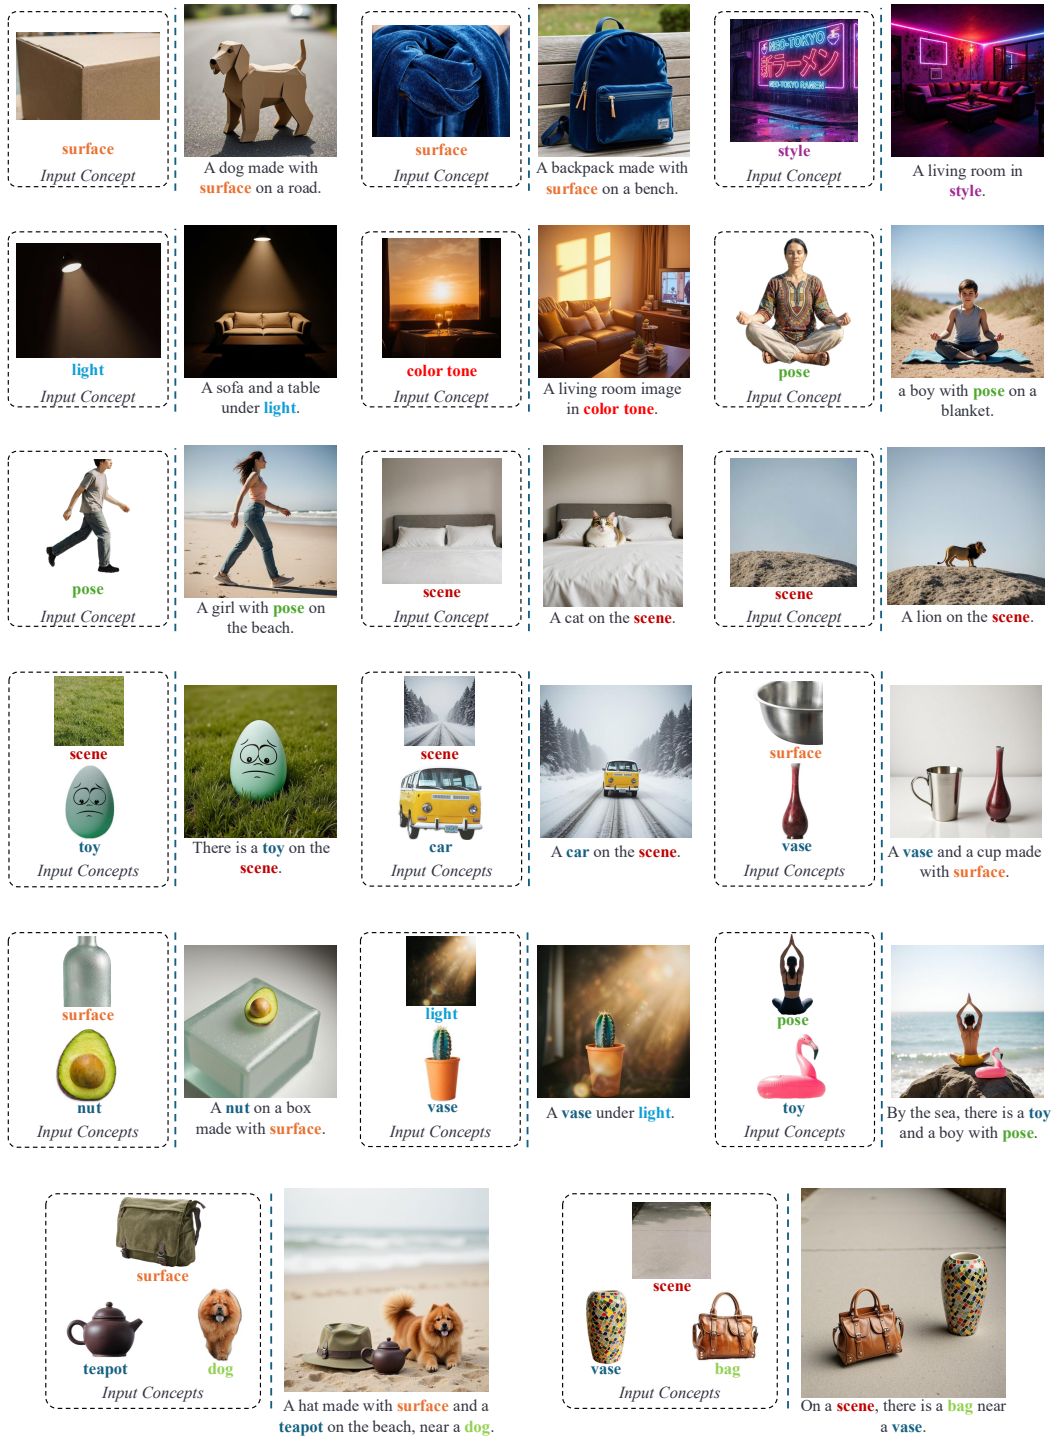 surface
Input Concept
A dog made with
surface on a road.
surface
Input Concept
A backpack made with
surface on a bench.
NEO-TOKYO
新ラーメン
NEO-TOKYO RAMEN
style
Input Concept
A living room in
style.
light
Input Concept
A sofa and a table
under light.
color tone
Input Concept
A living room image
in color tone.
pose
Input Concept
a boy with pose on a
blanket.
pose
Input Concept
A girl with pose on
the beach.
scene
Input Concept
A cat on the scene.
scene
Input Concept
A lion on the scene.
scene
toy
Input Concepts
There is a toy on the
scene.
scene
car
Input Concepts
A car on the scene.
surface
vase
Input Concepts
A vase and a cup made
with surface.
surface
nut
Input Concepts
A nut on a box
made with surface.
light
vase
Input Concepts
A vase under light.
pose
toy
Input Concepts
By the sea, there is a toy
and a boy with pose.
surface
teapot
dog
Input Concepts
A hat made with surface and a
teapot on the beach, near a dog.
scene
vase
bag
Input Concepts
On a scene, there is a bag near
a vase.